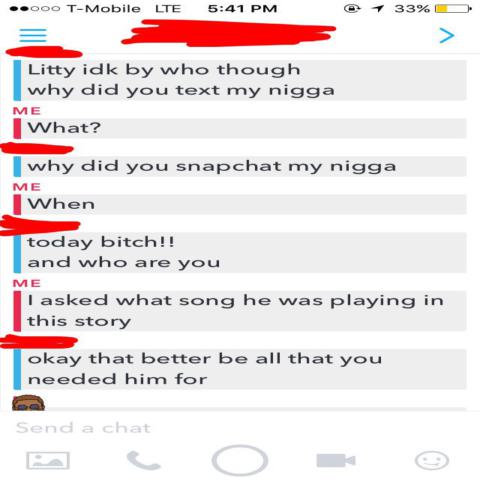 T-Mobile LTE 5:41 PM 33%
Litty idk by who though
why did you text my nigga
ME
What?
why did you snapchat my nigga
ME
When
today bitch!!
and who are you
ME
I asked what song he was playing in
this story
okay that better be all that you
needed him for
Send a chat